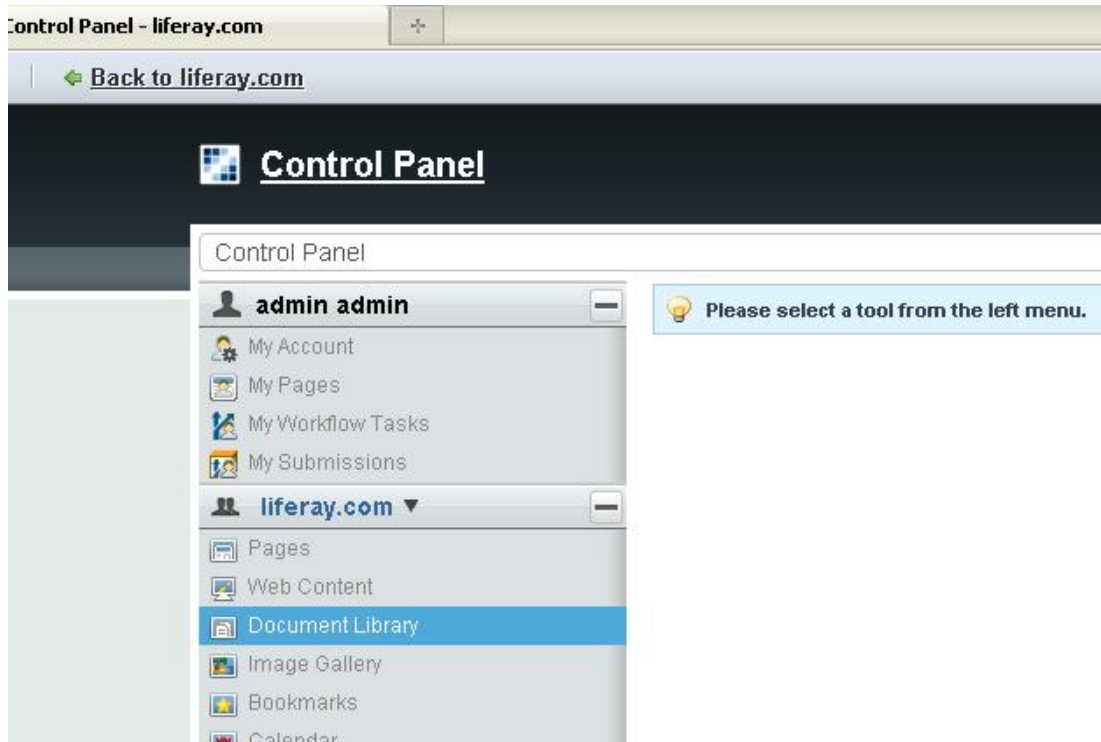 Control Panel - liferay.com
Back to liferay.com
Control Panel
Control Panel
admin admin
Please select a tool from the left menu.
My Account
My Pages
My Workflow Tasks
My Submissions
liferay.com
Pages
Web Content
Document Library
Image Gallery
Bookmarks
Calendar